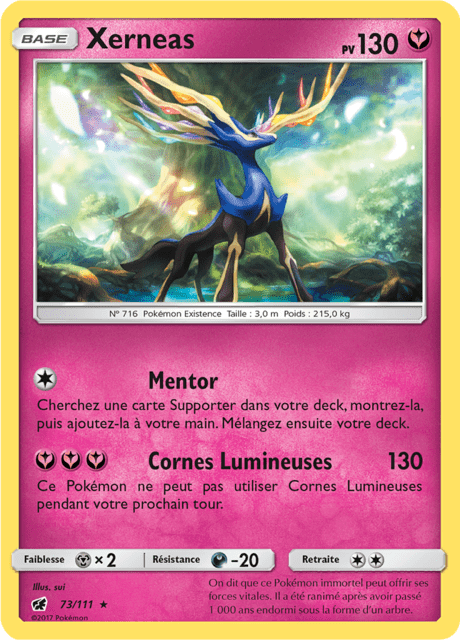 BASE Xerneas PV 130
N° 716 Pokémon Existence Taille : 3,0 m Poids : 215,0 kg
Mentor
Cherchez une carte Supporter dans votre deck, montrez-la,
puis ajoutez-la à votre main. Mélangez ensuite votre deck.
Cornes Lumineuses 130
Ce Pokémon ne peut pas utiliser Cornes Lumineuses
pendant votre prochain tour.
Faiblesse × 2 Résistance -20 Retraite
Illus. sui
73/111 ★
©2017 Pokémon
On dit que ce Pokémon immortel peut offrir ses
forces vitales. Il a été ranimé après avoir passé
1 000 ans endormi sous la forme d'un arbre.